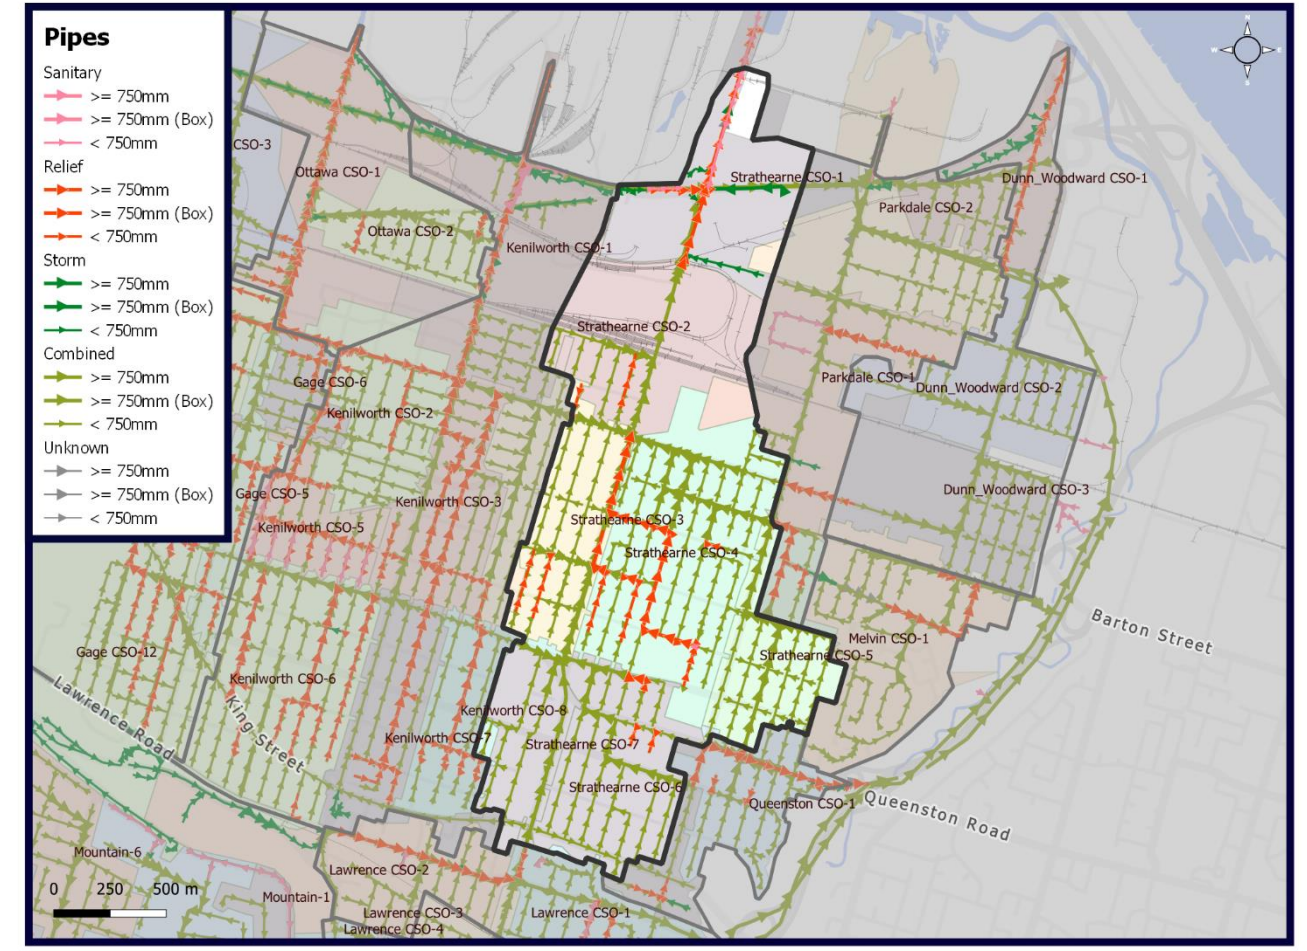 Pipes
Sanitary
>= 750mm
>= 750mm (Box)
< 750mm
Relief
>= 750mm
>= 750mm (Box)
< 750mm
Storm
>= 750mm
>= 750mm (Box)
< 750mm
Combined
>= 750mm
>= 750mm (Box)
< 750mm
Unknown
>= 750mm
>= 750mm (Box)
< 750mm
N
W
E
S
CSO-3
Ottawa CSO-1
Strathearne CSO-1
Dunn_Woodward CSO-1
Parkdale CSO-2
Ottawa CSO-2
Kenilworth CSO-1
Strathearne CSO-2
Gage CSO-6
Parkdale CSO-1
Dunn_Woodward CSO-2
Kenilworth CSO-2
Gage CSO-5
Kenilworth CSO-3
Dunn_Woodward CSO-3
Kenilworth CSO-5
Strathearne CSO-3
Strathearne CSO-4
Barton Street
Melvin CSO-1
Gage CSO-12
Strathearne CSO-5
Kenilworth CSO-6
Lawrence Road
King Street
Kenilworth CSO-8
Kenilworth CSO-7
Strathearne CSO-7
Strathearne CSO-6
Queenston CSO-1
Queenston Road
Mountain-6
Lawrence CSO-2
Mountain-1
Lawrence CSO-3
Lawrence CSO-1
Lawrence CSO-4
0 250 500 m